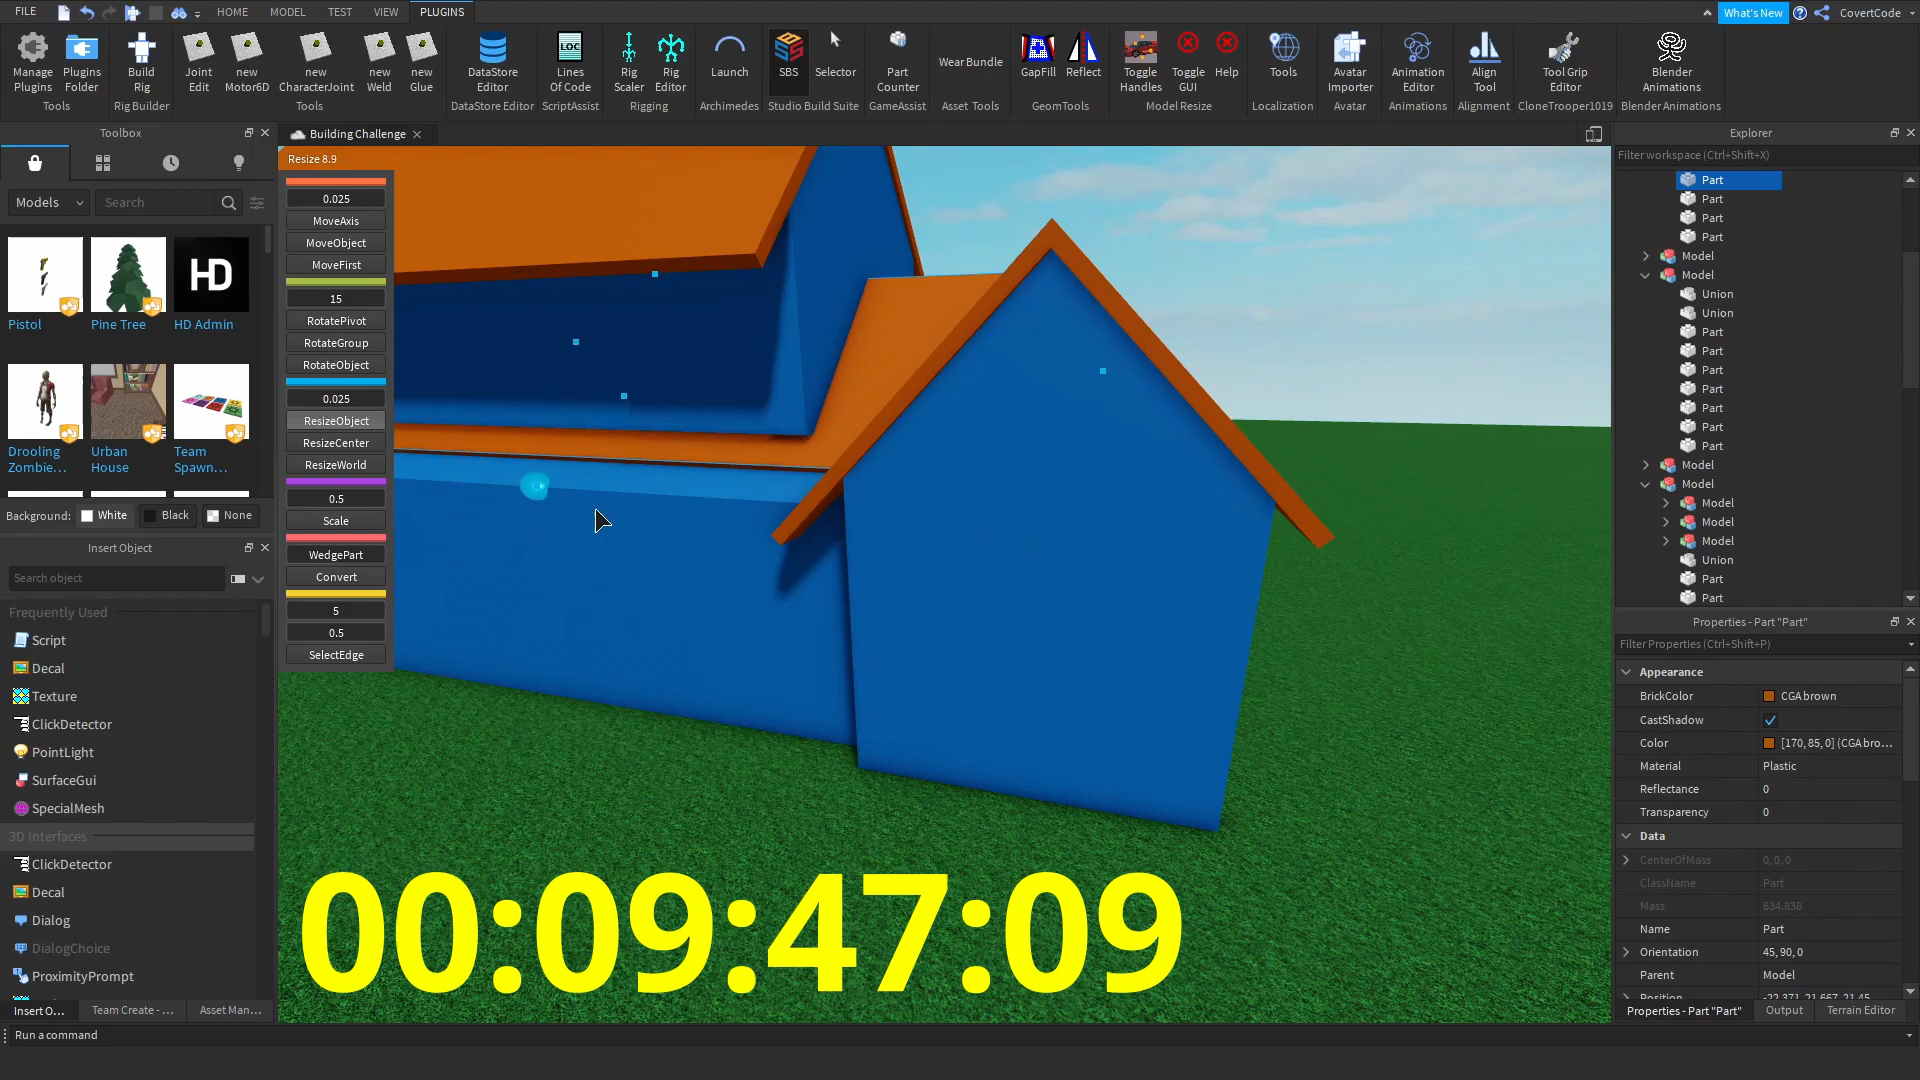 FILE
HOME
MODEL
TEST
VIEW
PLUGINS
What's New
CovertCode
Manage Plugins
Plugins Folder
Tools
Build Rig
Rig Builder
Joint Edit
new Motor6D
new CharacterJoint
new Weld
new Glue
Tools
DataStore Editor
DataStore Editor
LOC
Lines Of Code
ScriptAssist
Rig Scaler
Rig Editor
Rigging
Launch
Archimedes
SBS
Selector
Studio Build Suite
Part Counter
GameAssist
Wear Bundle
Asset Tools
GapFill
Reflect
GeomTools
Toggle Handles
Toggle GUI
Help
Model Resize
Tools
Localization
Avatar Importer
Avatar
Animation Editor
Animations
Align Tool
Alignment
Tool Grip Editor
CloneTrooper1019
Blender Animations
Blender Animations
Toolbox
Models
Search
HD
Pistol
Pine Tree
HD Admin
Drooling Zombie...
Urban House
Team Spawn...
Background:
White
Black
None
Insert Object
Search object
Frequently Used
Script
Decal
Texture
ClickDetector
PointLight
SurfaceGui
SpecialMesh
3D Interfaces
ClickDetector
Decal
Dialog
DialogChoice
ProximityPrompt
Insert O...
Team Create - ...
Asset Man...
Run a command
Building Challenge
Resize 8.9
0.025
MoveAxis
MoveObject
MoveFirst
15
RotatePivot
RotateGroup
RotateObject
0.025
ResizeObject
ResizeCenter
ResizeWorld
0.5
Scale
WedgePart
Convert
5
0.5
SelectEdge
00:09:47:09
Explorer
Filter workspace (Ctrl+Shift+X)
Part
Part
Part
Part
Model
Model
Union
Union
Part
Part
Part
Part
Part
Part
Part
Model
Model
Model
Model
Model
Union
Part
Part
Properties - Part "Part"
Filter Properties (Ctrl+Shift+P)
Appearance
BrickColor
CGA brown
CastShadow
Color
[170, 85, 0] (CGA bro...
Material
Plastic
Reflectance
0
Transparency
0
Data
CenterOfMass
0, 0, 0
ClassName
Part
Mass
634.838
Name
Part
Orientation
45, 90, 0
Parent
Model
Position
-22.371, 21.667, 21.45
Properties - Part "Part"
Output
Terrain Editor